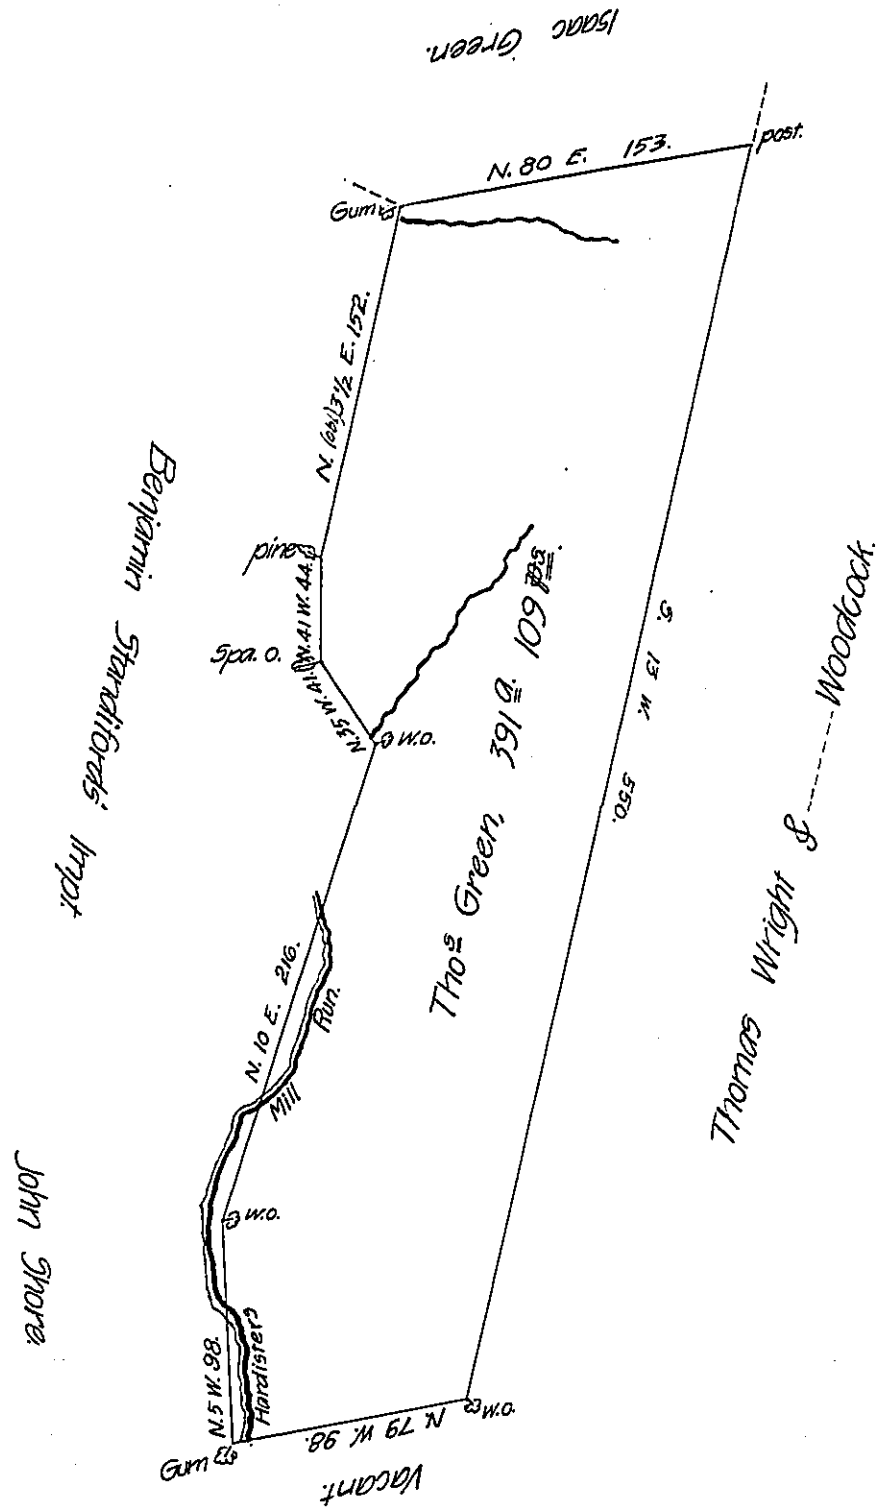 Isaac Green.
N. 80 E. 153.
post.
Gum
N. (obl)3½ E. 152.
pine
N. 41 W. 44.
Spa. O.
N. 35 W. 41.
W.O.
Benjamin Standifords' Impt
Thoˢ Green, 391 a. 109 ps.
S. 13 W. 550.
Thomas Wright & -------- Woodcock.
N. 10 E. 216.
Mill Run.
W.O.
John Shore.
N. 5 W. 98.
Hardisters
Gum
N. 79 W. 98.
W.O.
Vacant.